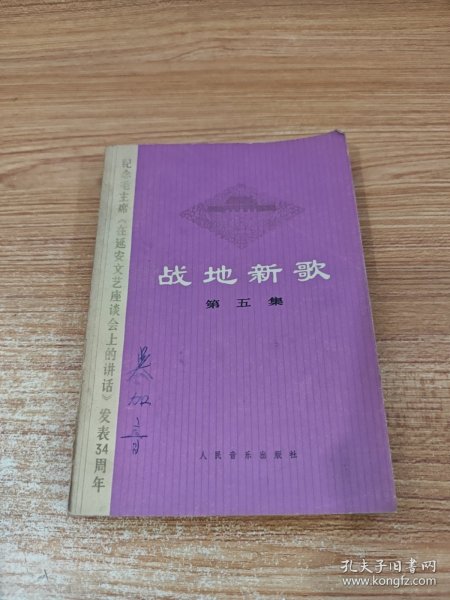 纪念毛主席《在延安文艺座谈会上的讲话》发表34周年
战地新歌
第五集
人民音乐出版社
孔夫子旧书网
www.kongfz.com